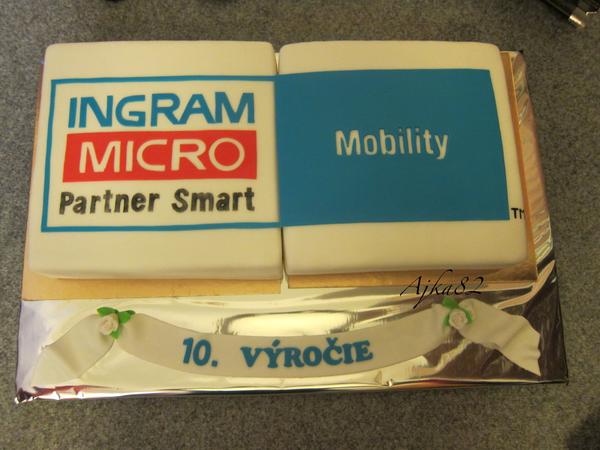 INGRAM
MICRO
Partner Smart
Mobility
TM
Ajka82
10. VÝROČIE